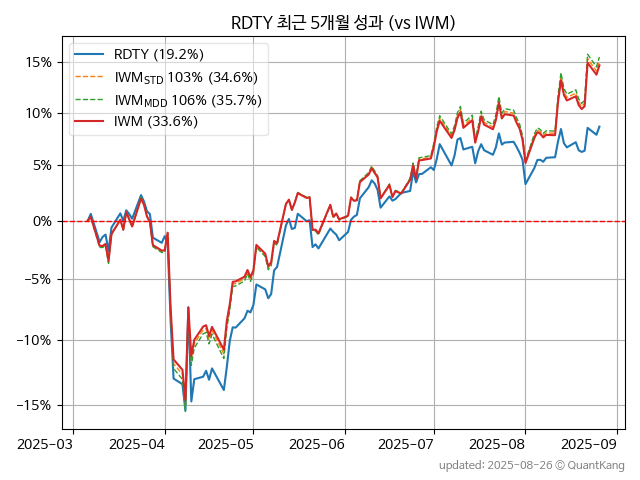 RDTY 최근 5개월 성과 (vs IWM)
RDTY (19.2%)
IWM_STD 103% (34.6%)
IWM_MDD 106% (35.7%)
IWM (33.6%)
15%
10%
5%
0%
−5%
−10%
−15%
2025-03 2025-04 2025-05 2025-06 2025-07 2025-08 2025-09
updated: 2025-08-26 © QuantKang